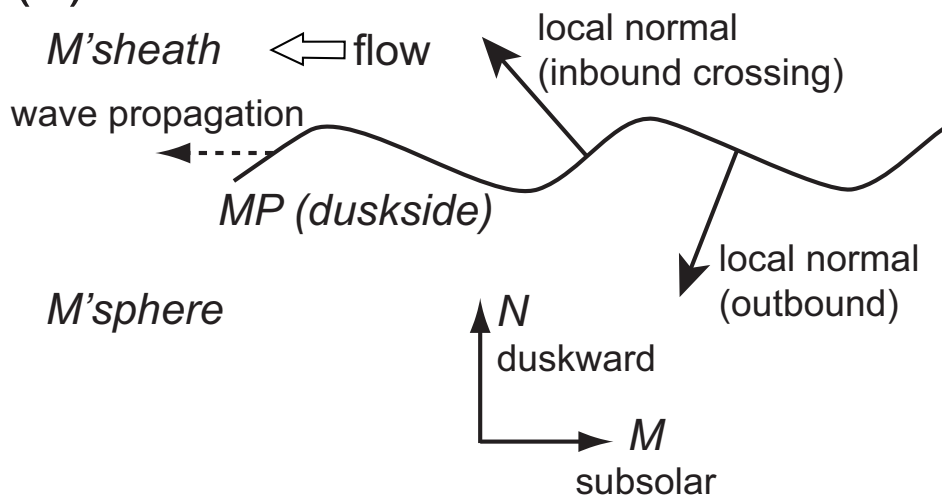 M'sheath
flow
local normal
(inbound crossing)
wave propagation
MP (duskside)
local normal
(outbound)
M'sphere
N
duskward
M
subsolar